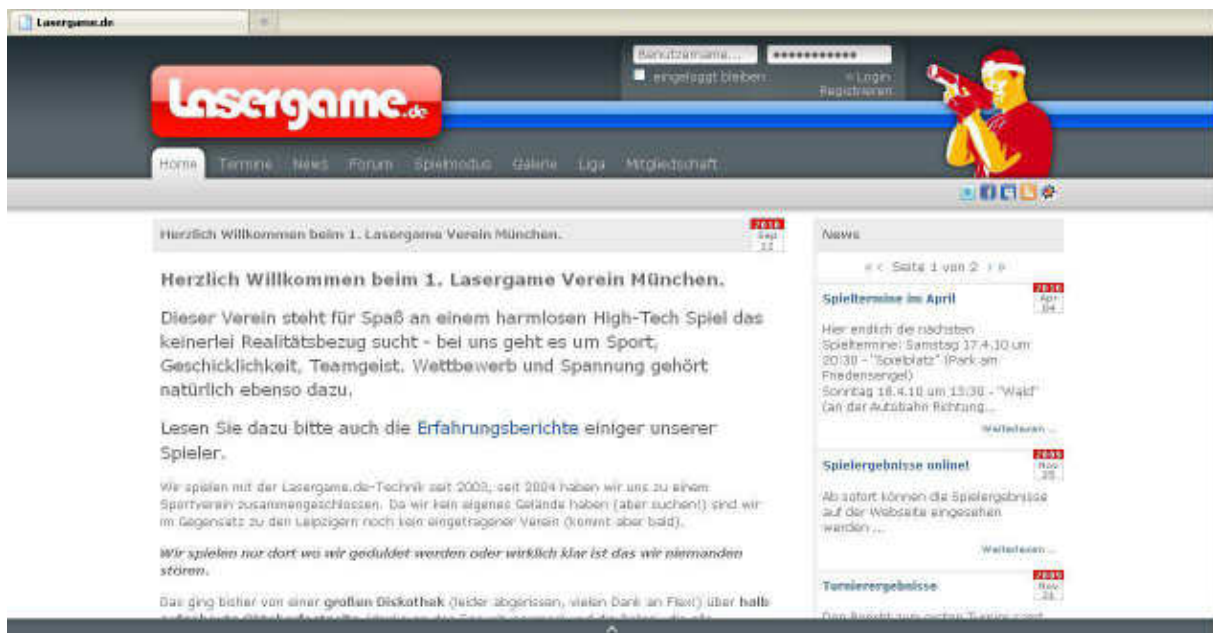 Lasergame.de
Benutzername...
eingeloggt bleiben
» Login
Registrieren
Lasergame.de
Home Termine News Forum Spielmodus Galerie Liga Mitgliedschaft
Herzlich Willkommen beim 1. Lasergame Verein München.
2010
Sep
Herzlich Willkommen beim 1. Lasergame Verein München.
Dieser Verein steht für Spaß an einem harmlosen High-Tech Spiel das
keinerlei Realitätsbezug sucht - bei uns geht es um Sport,
Geschicklichkeit, Teamgeist. Wettbewerb und Spannung gehört
natürlich ebenso dazu.
Lesen Sie dazu bitte auch die Erfahrungsberichte einiger unserer
Spieler.
Wir spielen mit der Lasergame.de-Technik seit 2003, seit 2004 haben wir uns zu einem
Sportverein zusammengeschlossen. Da wir kein eigenes Gelände haben (aber suchen!) sind wir
im Gegensatz zu den Leipzigern noch kein eingetragener Verein (kommt aber bald).
Wir spielen nur dort wo wir geduldet werden oder wirklich klar ist das wir niemanden
stören.
Das ging bisher von einer großen Diskothek (leider abgerissen, vielen Dank an Flexi) über halb
News
« < Seite 1 von 2 > »
Spieltermine im April
2010
Apr
04
Hier endlich die nächsten
Spieltermine: Samstag 17.4.10 um
20:30 - "Spielplatz" (Park am
Friedensengel)
Sonntag 18.4.10 um 13:30 - "Wald"
(an der Autobahn Richtung...
Weiterlesen ...
Spielergebnisse online!
2009
Nov
Ab sofort können die Spielergebnisse
auf der Webseite eingesehen
werden ...
Weiterlesen ...
Turnierergebnisse
2009
Nov